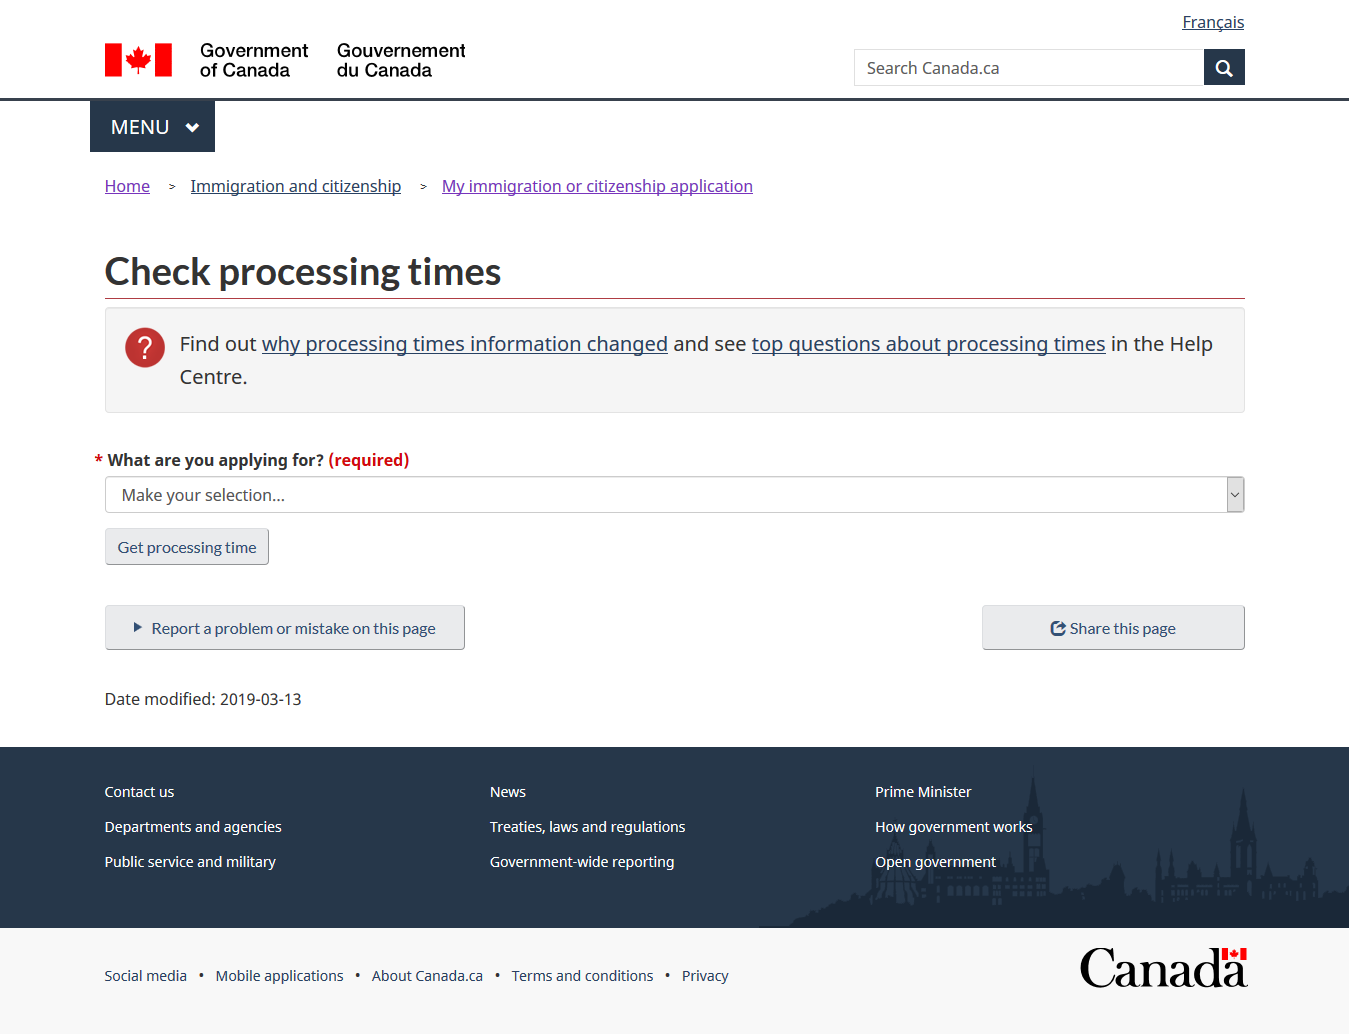 Français
Government of Canada
Gouvernement du Canada
Search Canada.ca
MENU
Home > Immigration and citizenship > My immigration or citizenship application
Check processing times
? Find out why processing times information changed and see top questions about processing times in the Help
Centre.
* What are you applying for? (required)
Make your selection...
Get processing time
Report a problem or mistake on this page
Share this page
Date modified: 2019-03-13
Contact us
News
Prime Minister
Departments and agencies
Treaties, laws and regulations
How government works
Public service and military
Government-wide reporting
Open government
Social media • Mobile applications • About Canada.ca • Terms and conditions • Privacy
Canada